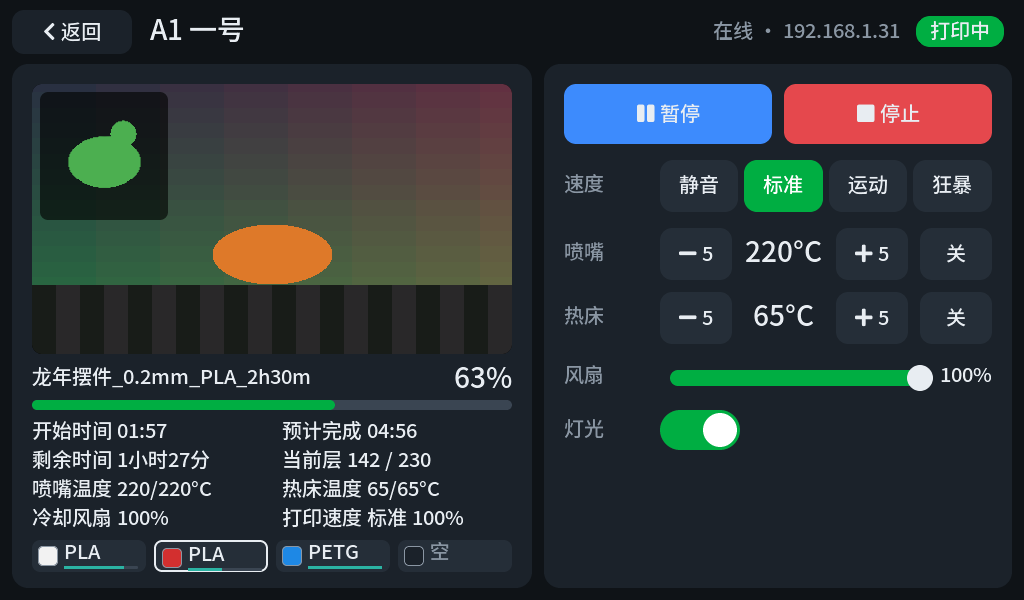 返回
A1 一号
在线 • 192.168.1.31
打印中
龙年摆件_0.2mm_PLA_2h30m
63%
开始时间 01:57
预计完成 04:56
剩余时间 1小时27分
当前层 142 / 230
喷嘴温度 220/220°C
热床温度 65/65°C
冷却风扇 100%
打印速度 标准 100%
PLA
PLA
PETG
空
暂停
停止
速度
静音
标准
运动
狂暴
喷嘴
5
220°C
5
关
热床
5
65°C
5
关
风扇
100%
灯光